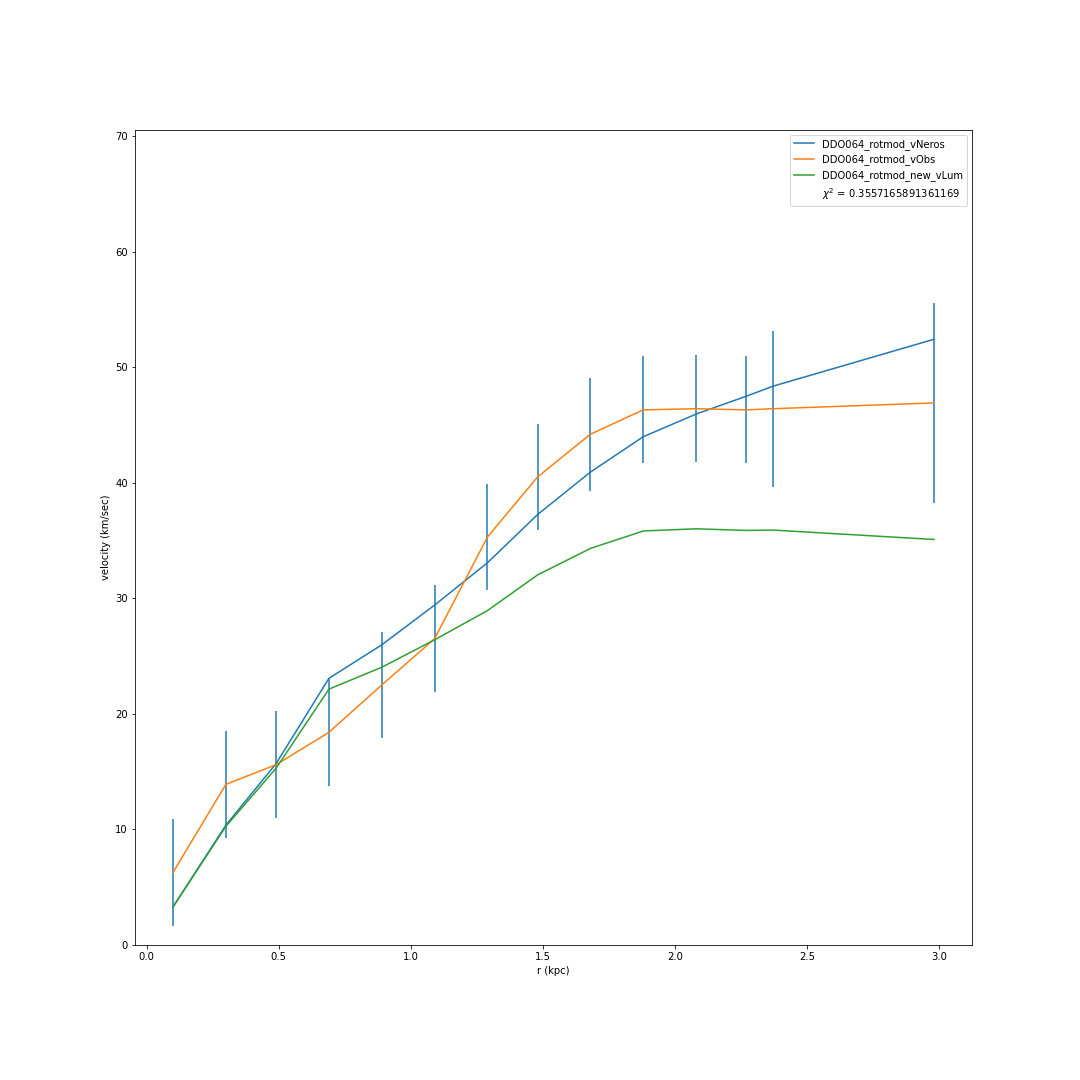 DDO064_rotmod_vNeros
DDO064_rotmod_vObs
DDO064_rotmod_new_vLum
χ² = 0.3557165891361169
70
60
50
40
30
20
10
0
velocity (km/sec)
0.0 0.5 1.0 1.5 2.0 2.5 3.0
r (kpc)